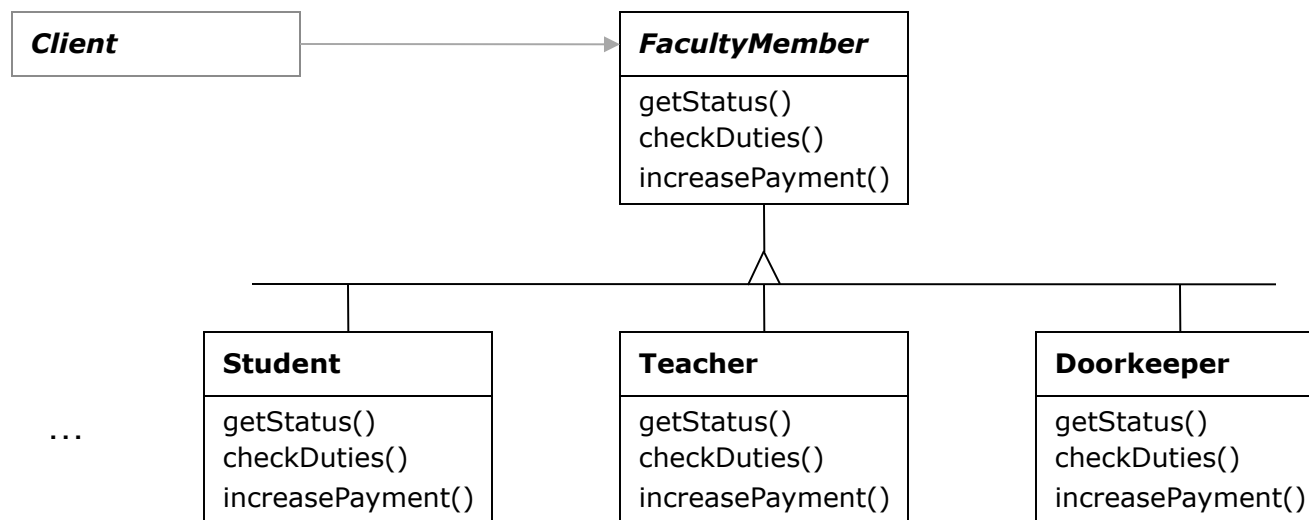 Client
FacultyMember
getStatus()
checkDuties()
increasePayment()
Student
getStatus()
checkDuties()
increasePayment()
Teacher
getStatus()
checkDuties()
increasePayment()
Doorkeeper
getStatus()
checkDuties()
increasePayment()
...